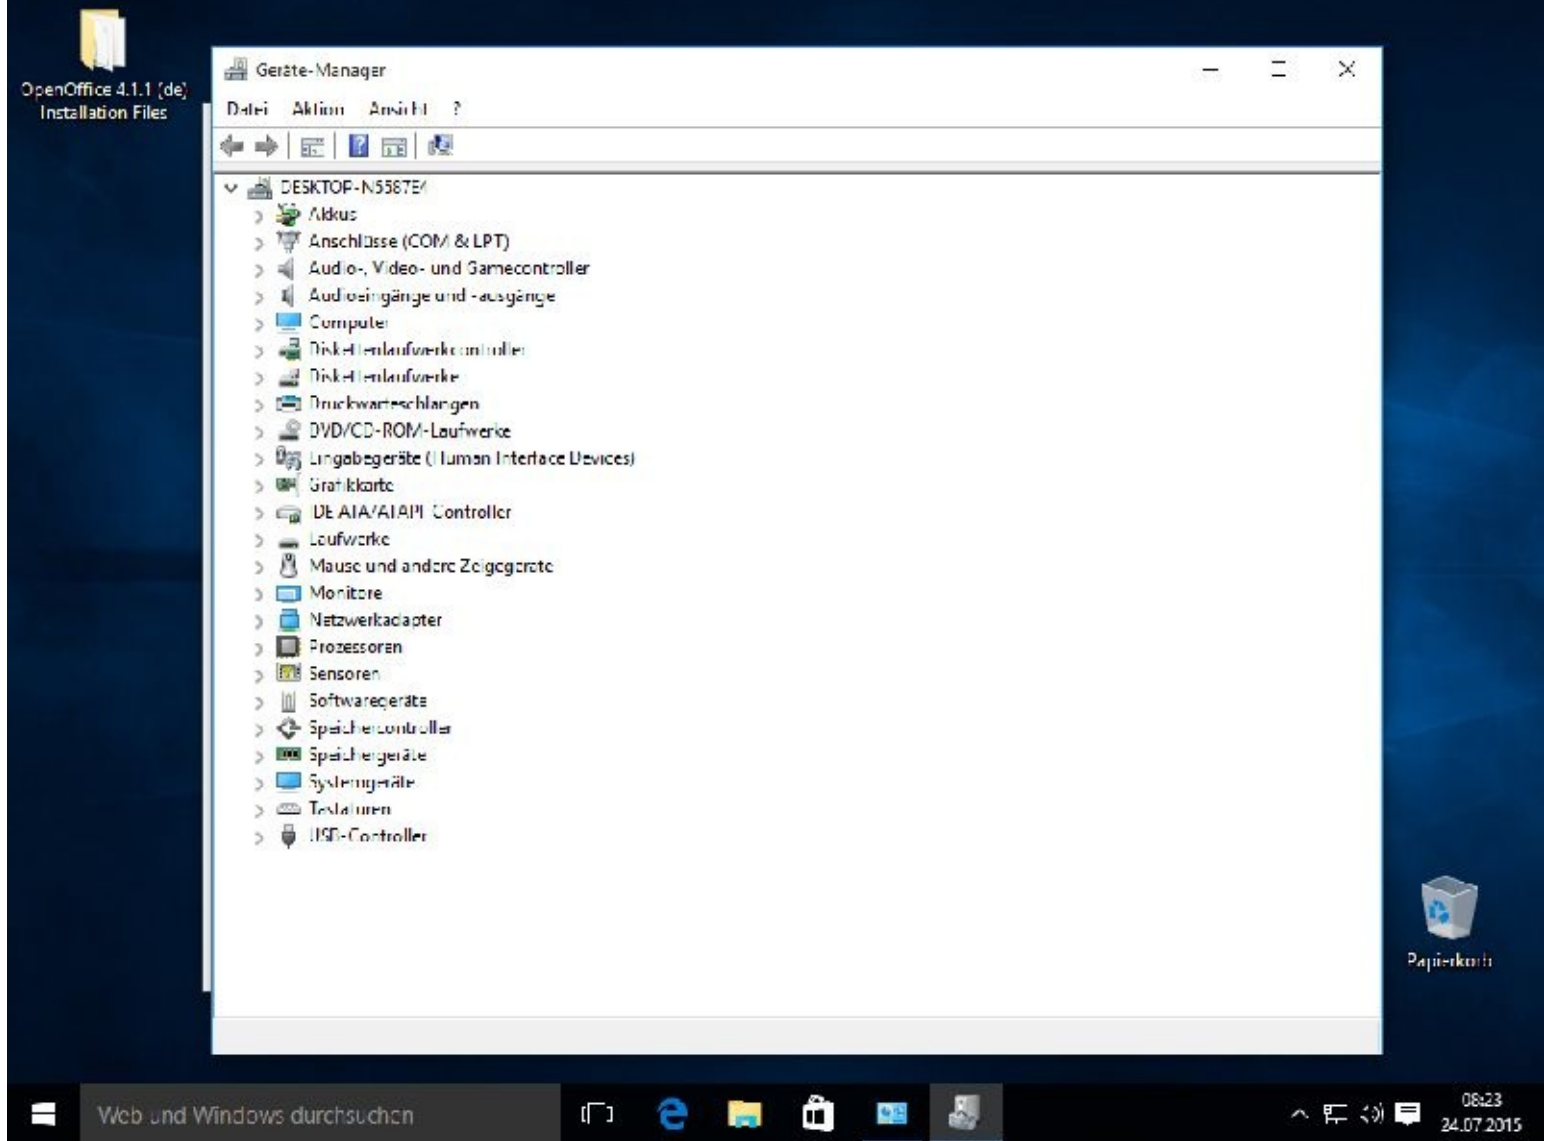 OpenOffice 4.1.1 (de)
Installation Files
Geräte-Manager
Datei Aktion Ansicht ?
DESKTOP-N5587E4
Akkus
Anschlüsse (COM & LPT)
Audio-, Video- und Gamecontroller
Audioeingänge und -ausgänge
Computer
Diskettenlaufwerkcontroller
Diskettenlaufwerke
Druckwarteschlangen
DVD/CD-ROM-Laufwerke
Eingabegeräte (Human Interface Devices)
Grafikkarte
IDE ATA/ATAPI-Controller
Laufwerke
Mäuse und andere Zeigegeräte
Monitore
Netzwerkadapter
Prozessoren
Sensoren
Softwaregeräte
Speichercontroller
Speichergeräte
Systemgeräte
Tastaturen
USB-Controller
Papierkorb
Web und Windows durchsuchen
08:23
24.07.2015